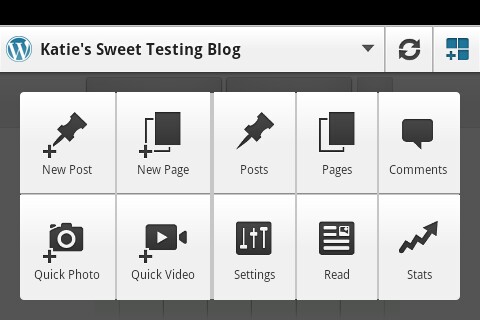 Katie's Sweet Testing Blog
New Post
New Page
Posts
Pages
Comments
Quick Photo
Quick Video
Settings
Read
Stats